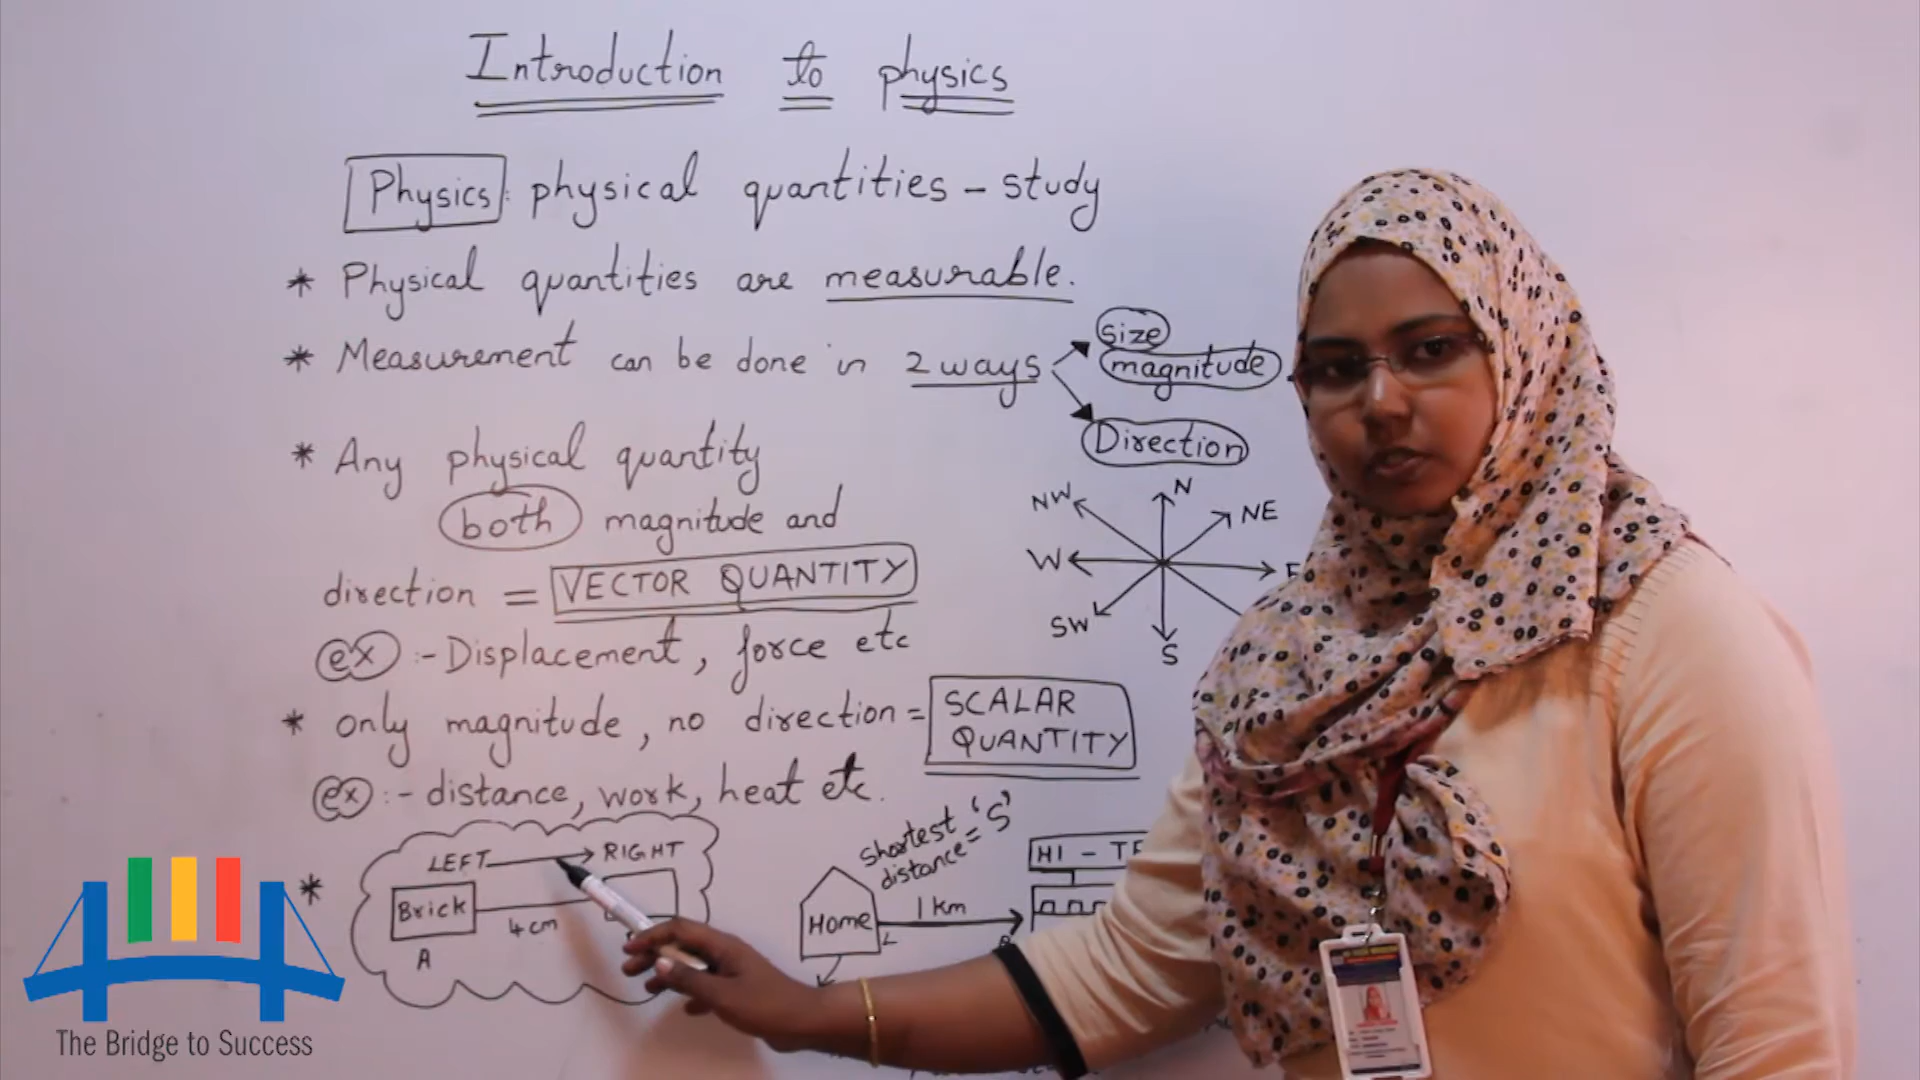 Introduction to physics
Physics : physical quantities - study
* Physical quantities are measurable.
* Measurement can be done in 2 ways
size
magnitude
Direction
* Any physical quantity
both magnitude and
direction = VECTOR QUANTITY
ex :- Displacement, force etc
NW N NE
W
SW S
* only magnitude, no direction = SCALAR
QUANTITY
ex :- distance, work, heat etc.
* LEFT RIGHT
Brick
4 cm
A
shortest
distance = 'S'
Home
1 km
HI - TE
The Bridge to Success